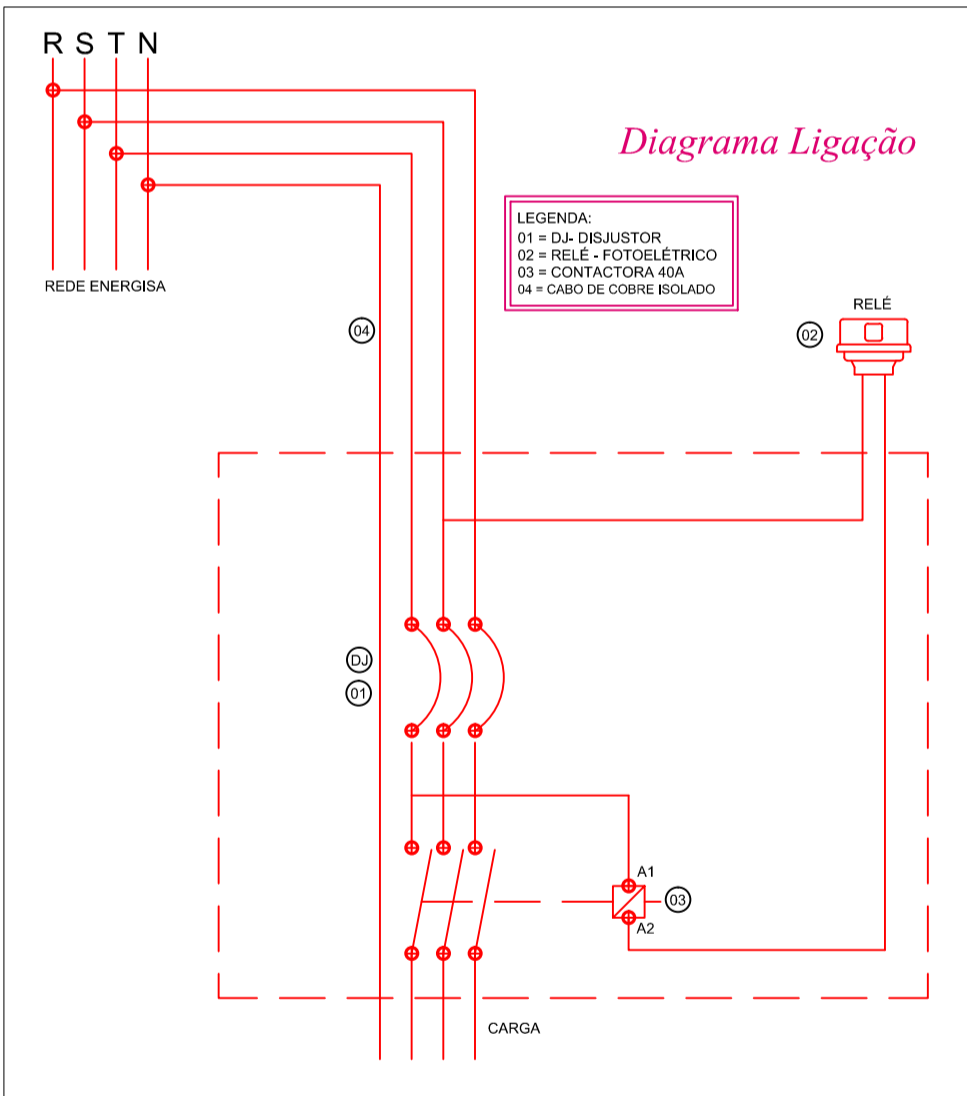 R S T N
Diagrama Ligação
LEGENDA:
01 = DJ- DISJUSTOR
02 = RELÉ - FOTOELÉTRICO
03 = CONTACTORA 40A
04 = CABO DE COBRE ISOLADO
REDE ENERGISA
RELÉ
04
02
DJ
01
A1
03
A2
CARGA